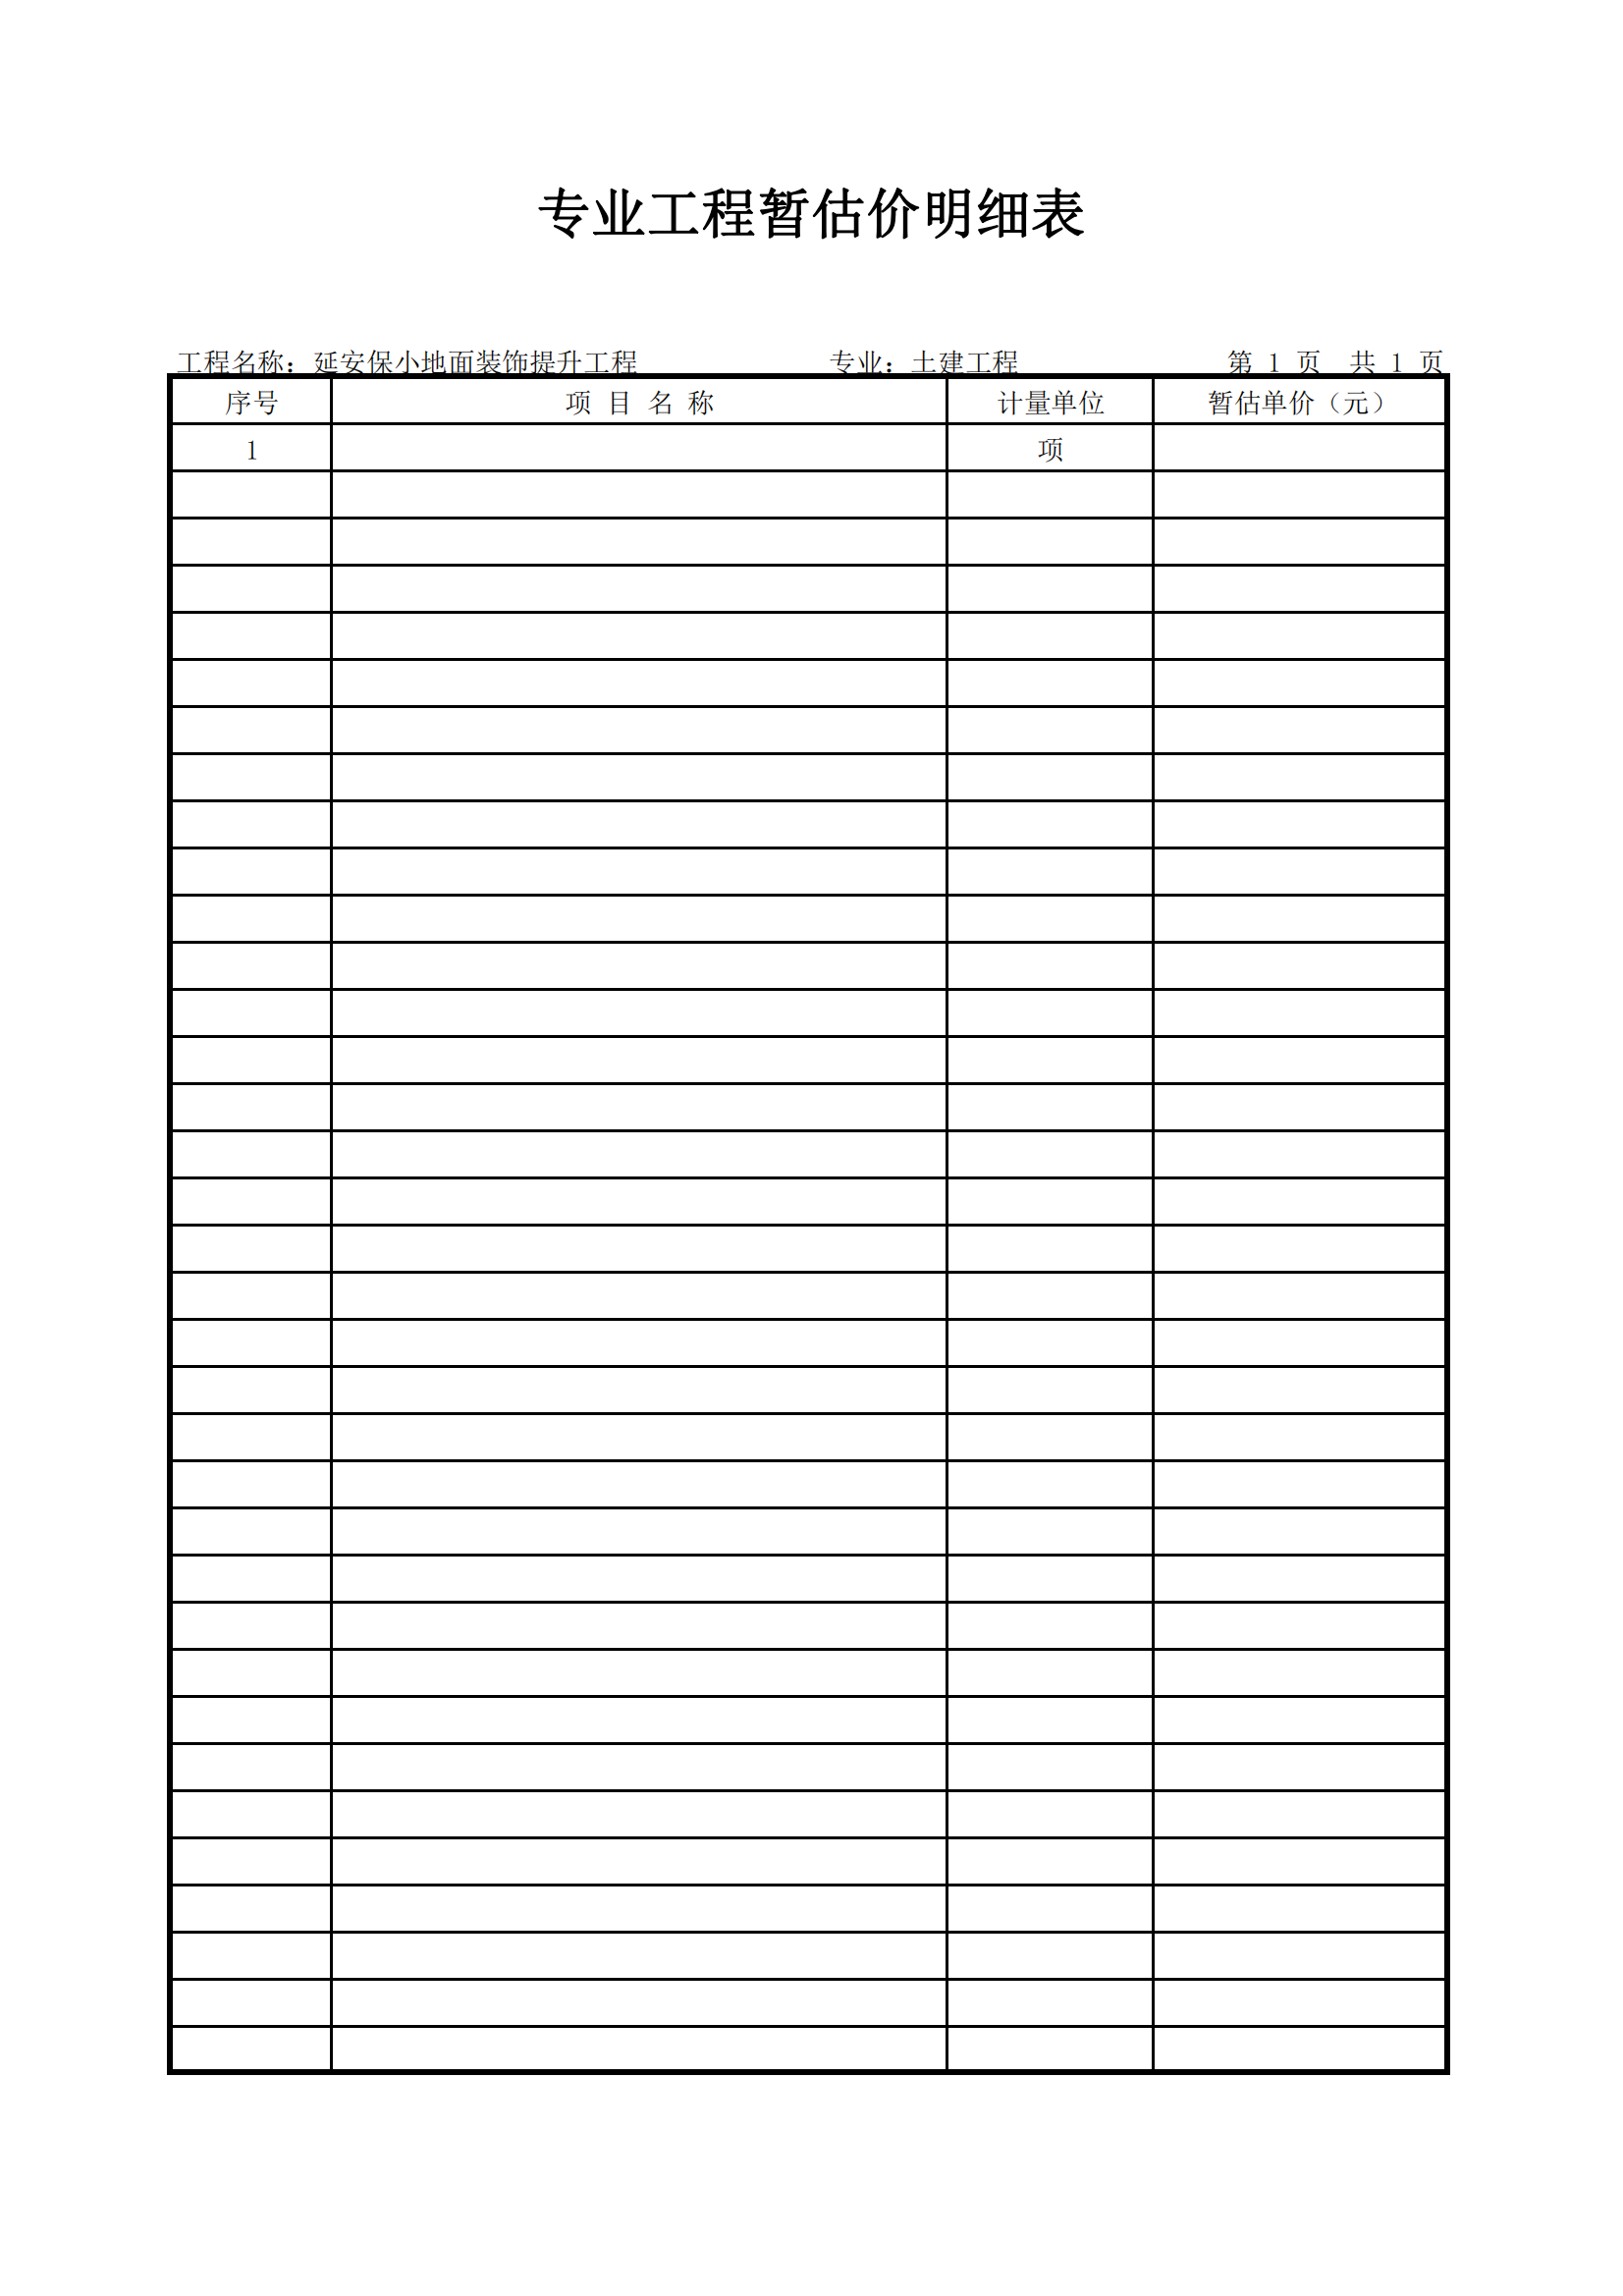 专业工程暂估价明细表
工程名称：延安保小地面装饰提升工程 专业：土建工程 第 1 页 共 1 页
序号 项 目 名 称 计量单位 暂估单价（元）
1 项